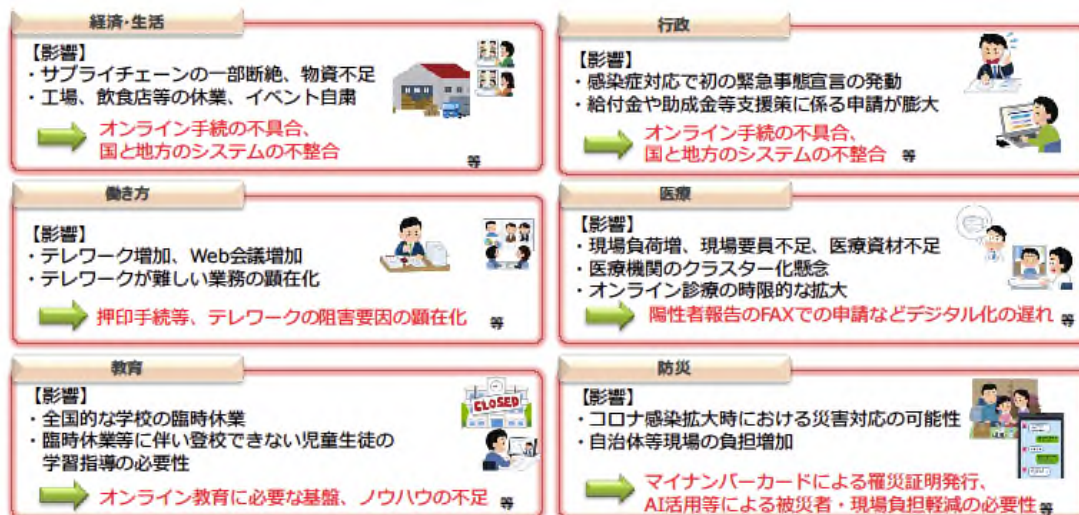 経済・生活
【影響】
・サプライチェーンの一部断絶、物資不足
・工場、飲食店等の休業、イベント自粛
オンライン手続の不具合、
国と地方のシステムの不整合
等
行政
【影響】
・感染症対応で初の緊急事態宣言の発動
・給付金や助成金等支援策に係る申請が膨大
オンライン手続の不具合、
国と地方のシステムの不整合 等
働き方
【影響】
・テレワーク増加、Web会議増加
・テレワークが難しい業務の顕在化
押印手続等、テレワークの阻害要因の顕在化 等
医療
【影響】
・現場負荷増、現場要員不足、医療資材不足
・医療機関のクラスター化懸念
・オンライン診療の時限的な拡大
陽性者報告のFAXでの申請などデジタル化の遅れ 等
教育
【影響】
・全国的な学校の臨時休業
・臨時休業等に伴い登校できない児童生徒の
学習指導の必要性
CLOSED
オンライン教育に必要な基盤、ノウハウの不足 等
防災
【影響】
・コロナ感染拡大時における災害対応の可能性
・自治体等現場の負担増加
マイナンバーカードによる罹災証明発行、
AI活用等による被災者・現場負担軽減の必要性 等